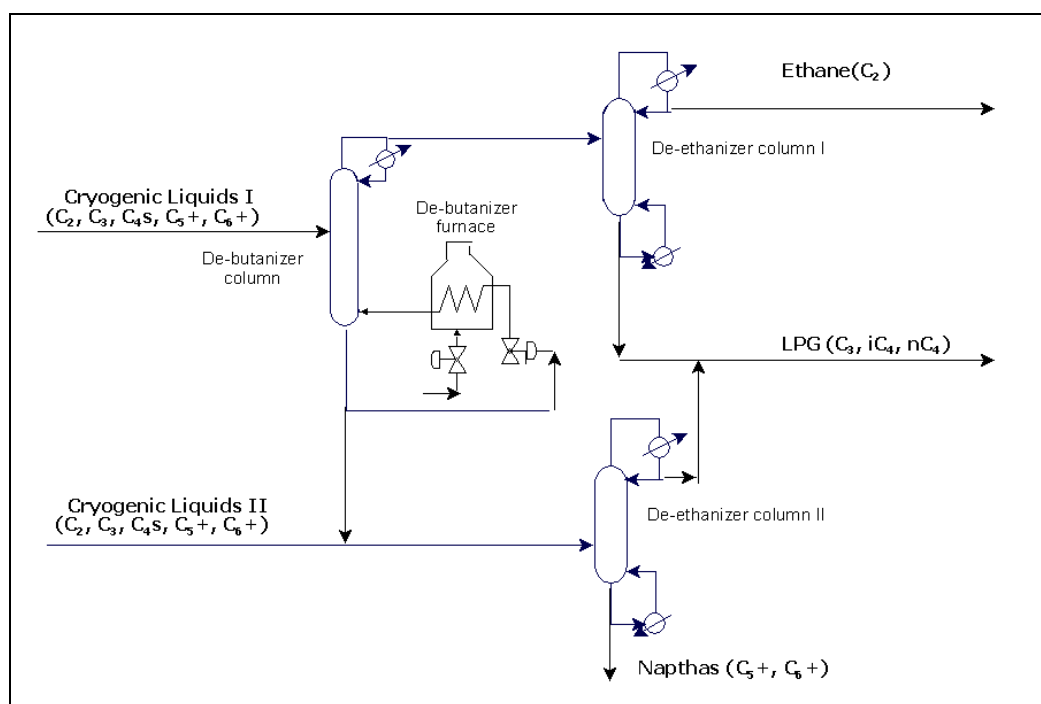 Ethane(C₂)
De-ethanizer column I
Cryogenic Liquids I
(C₂, C₃, C₄s, C₅+, C₆+)
De-butanizer
furnace
De-butanizer
column
LPG (C₃, iC₄, nC₄)
Cryogenic Liquids II
(C₂, C₃, C₄s, C₅+, C₆+)
De-ethanizer column II
Napthas (C₅+, C₆+)